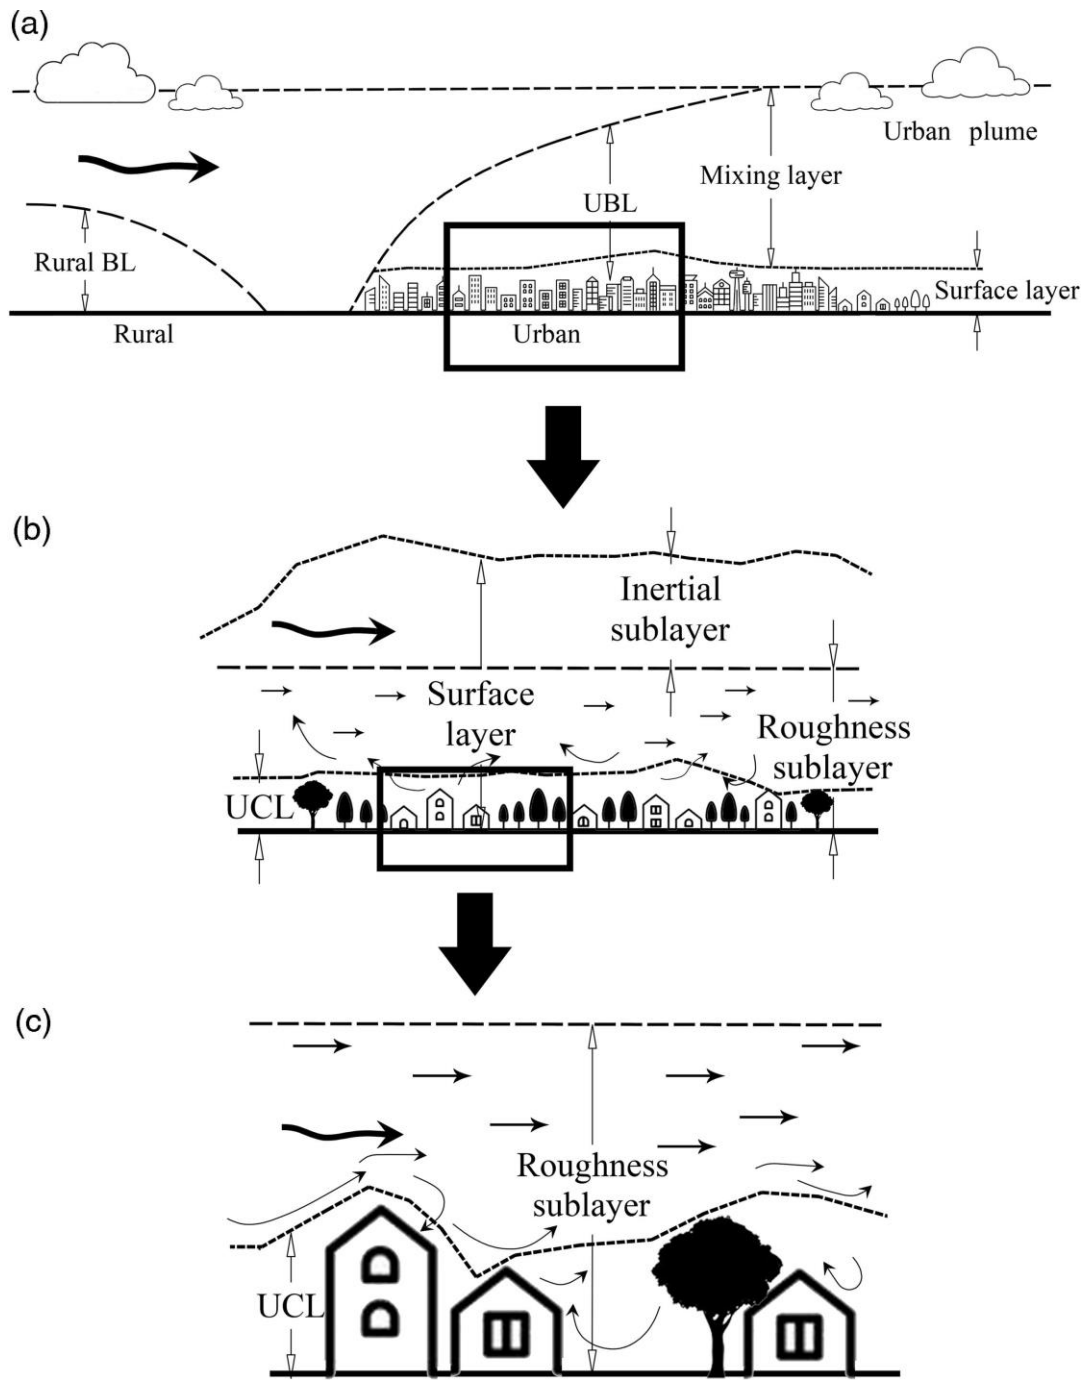 (a)
Urban plume
Mixing layer
UBL
Rural BL
Surface layer
Rural
Urban
(b)
Inertial
sublayer
Surface
layer
Roughness
sublayer
UCL
(c)
Roughness
sublayer
UCL